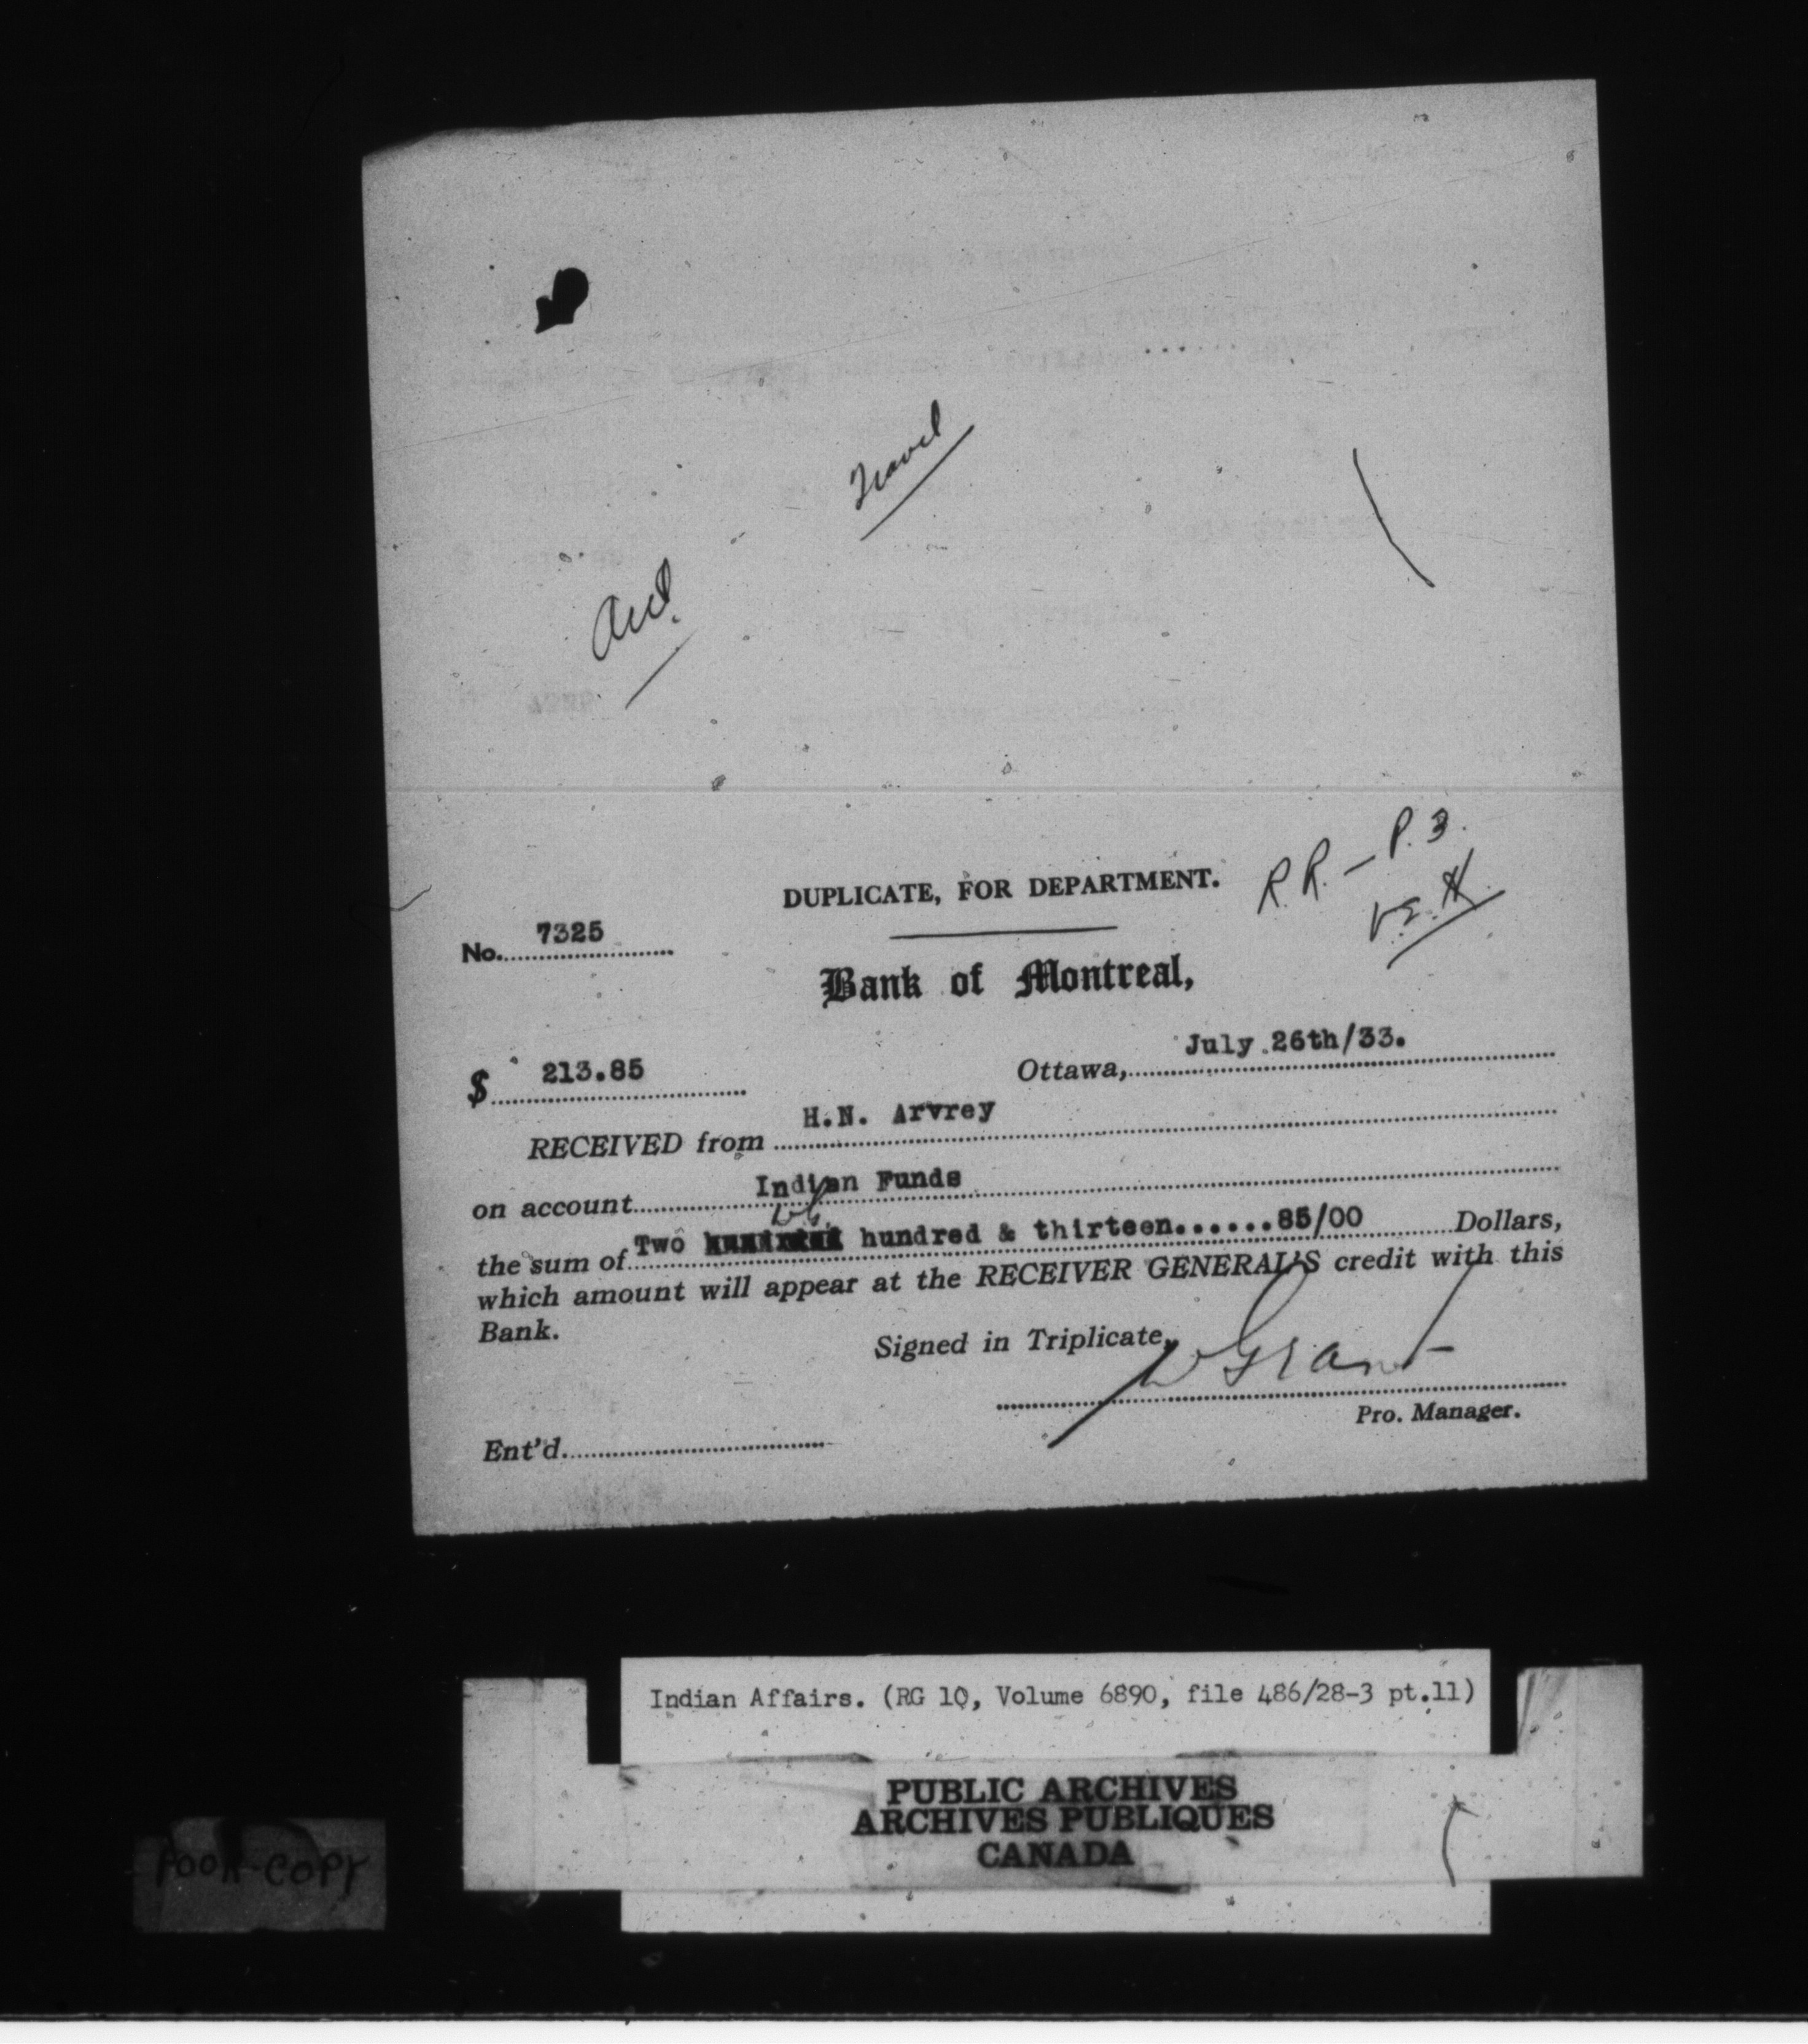 Travel
R.R. – P. 3.
DUPLICATE, FOR DEPARTMENT.
No. 7325
Bank of Montreal,
$ 213.85
Ottawa, July 26th/33.
RECEIVED from H.N. Arvrey
on account Indian Funds
the sum of Two hundred & thirteen......85/00 Dollars,
which amount will appear at the RECEIVER GENERAL'S credit with this
Bank.
Signed in Triplicate,
Grant
Pro. Manager.
Ent'd
Indian Affairs. (RG 10, Volume 6890, file 486/28-3 pt.11)
PUBLIC ARCHIVES
ARCHIVES PUBLIQUES
CANADA
POOR COPY